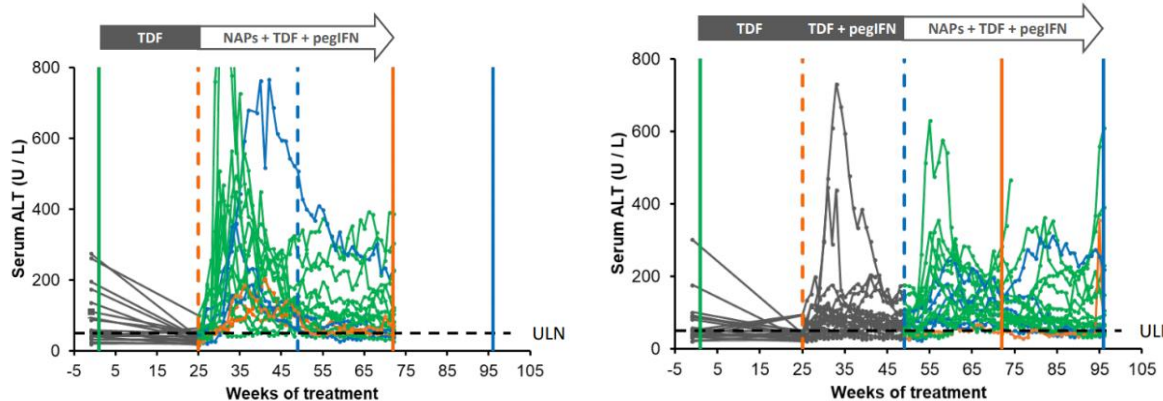 TDF
NAPs + TDF + pegIFN
800
600
400
200
0
Serum ALT (U / L)
ULN
-5 5 15 25 35 45 55 65 75 85 95 105
Weeks of treatment
TDF
TDF + pegIFN
NAPs + TDF + pegIFN
800
600
400
200
0
Serum ALT (U / L)
-5 5 15 25 35 45 55 65 75 85 95 105
Weeks of treatment